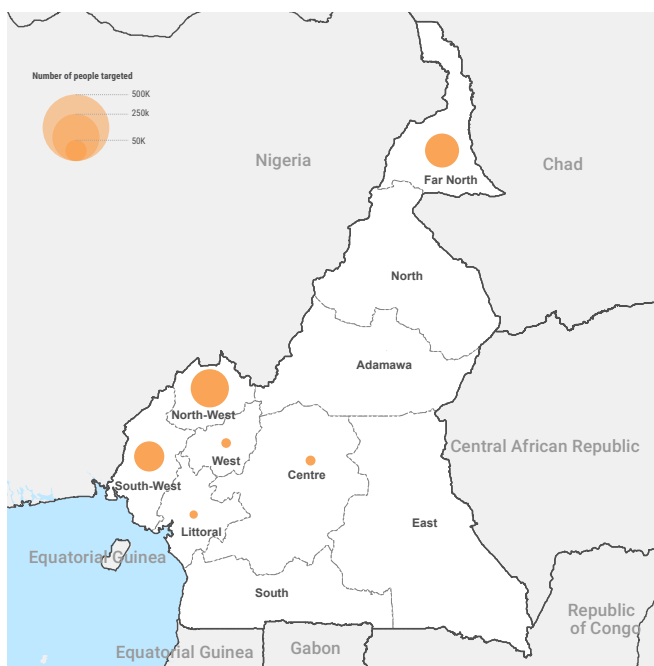 Number of people targeted
500K
250k
50K
Nigeria
Chad
Far North
North
Adamawa
North-West
West
South-West
Centre
Central African Republic
Littoral
East
Equatorial Guinea
South
Republic
of Congo
Equatorial Guinea
Gabon